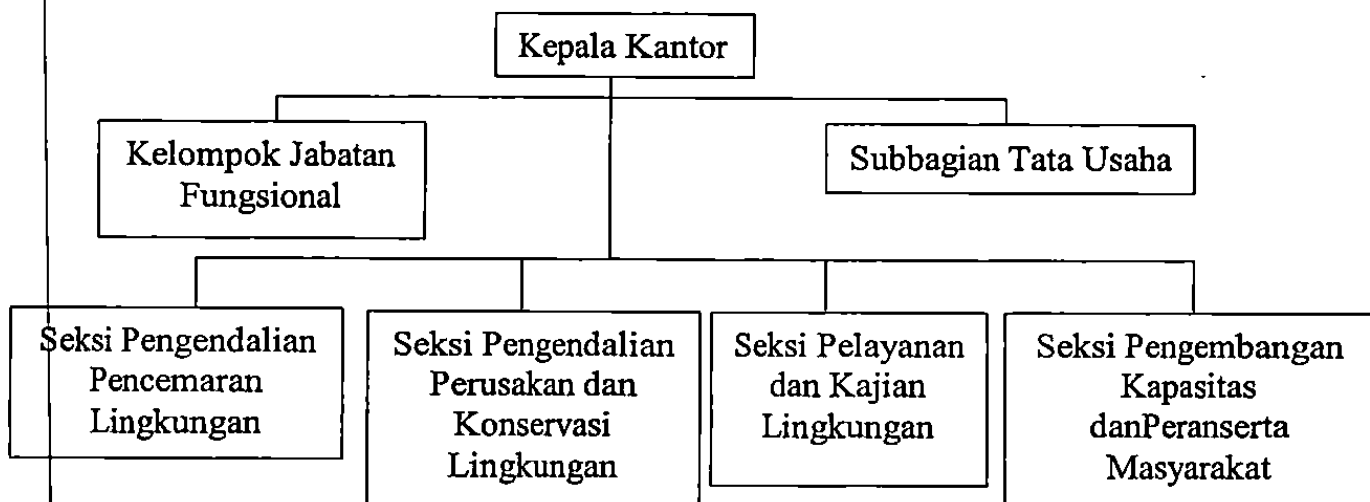 Kepala Kantor
Kelompok Jabatan
Fungsional
Subbagian Tata Usaha
Seksi Pengendalian
Pencemaran
Lingkungan
Seksi Pengendalian
Perusakan dan
Konservasi
Lingkungan
Seksi Pelayanan
dan Kajian
Lingkungan
Seksi Pengembangan
Kapasitas
danPeranserta
Masyarakat